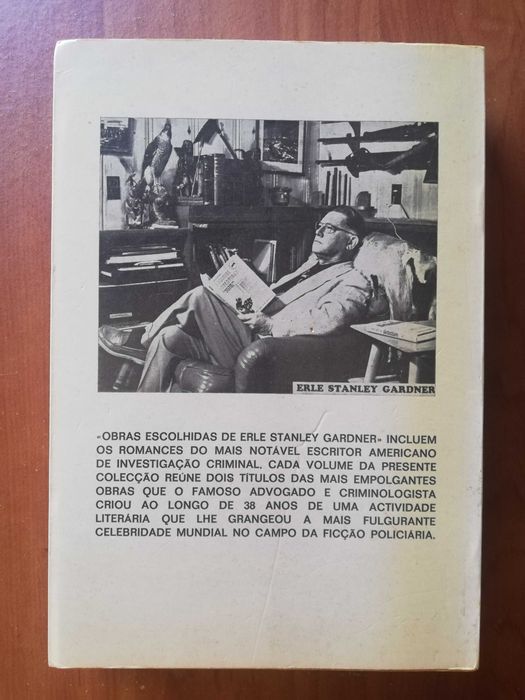 ERLE STANLEY GARDNER
«OBRAS ESCOLHIDAS DE ERLE STANLEY GARDNER» INCLUEM
OS ROMANCES DO MAIS NOTÁVEL ESCRITOR AMERICANO
DE INVESTIGAÇÃO CRIMINAL. CADA VOLUME DA PRESENTE
COLECÇÃO REÚNE DOIS TÍTULOS DAS MAIS EMPOLGANTES
OBRAS QUE O FAMOSO ADVOGADO E CRIMINOLOGISTA
CRIOU AO LONGO DE 38 ANOS DE UMA ACTIVIDADE
LITERÁRIA QUE LHE GRANGEOU A MAIS FULGURANTE
CELEBRIDADE MUNDIAL NO CAMPO DA FICÇÃO POLICIÁRIA.